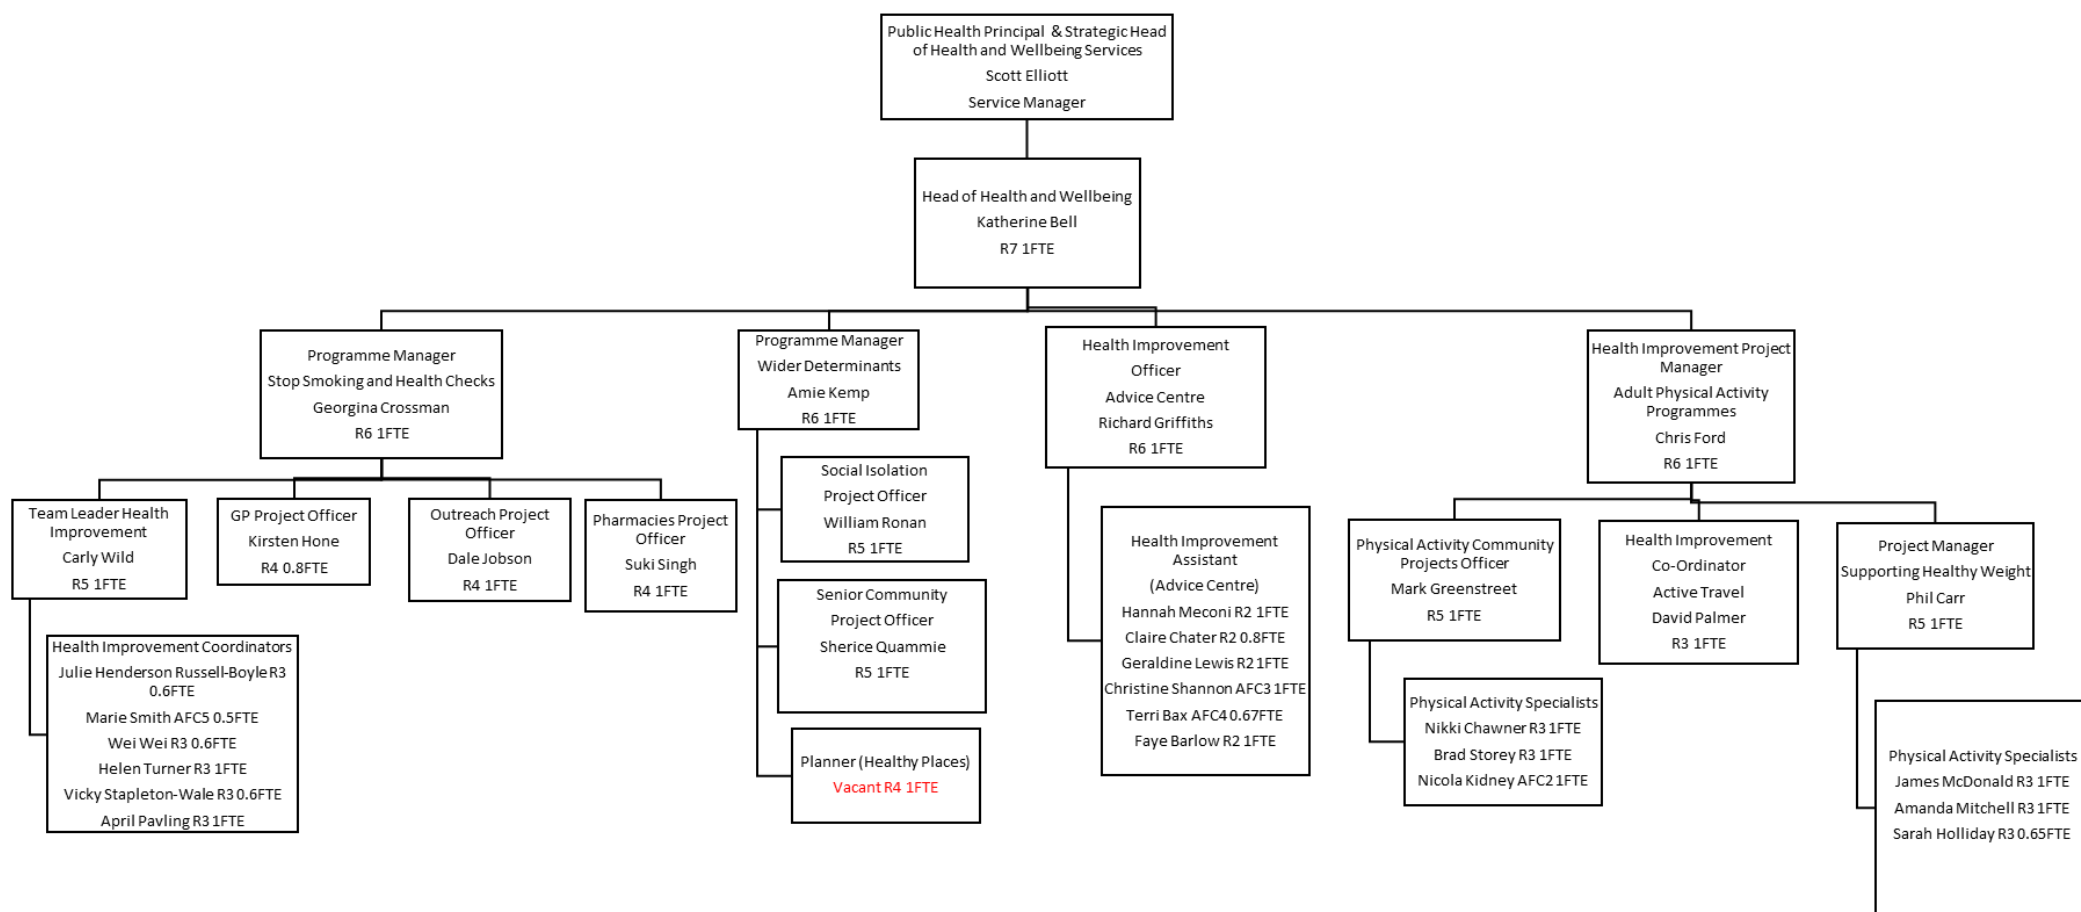 Public Health Principal & Strategic Head
of Health and Wellbeing Services
Scott Elliott
Service Manager
Head of Health and Wellbeing
Katherine Bell
R7 1FTE
Programme Manager
Stop Smoking and Health Checks
Georgina Crossman
R6 1FTE
Programme Manager
Wider Determinants
Amie Kemp
R6 1FTE
Health Improvement
Officer
Advice Centre
Richard Griffiths
R6 1FTE
Health Improvement Project
Manager
Adult Physical Activity
Programmes
Chris Ford
R6 1FTE
Team Leader Health
Improvement
Carly Wild
R5 1FTE
GP Project Officer
Kirsten Hone
R4 0.8FTE
Outreach Project
Officer
Dale Jobson
R4 1FTE
Pharmacies Project
Officer
Suki Singh
R4 1FTE
Health Improvement Coordinators
Julie Henderson Russell-Boyle R3
0.6FTE
Marie Smith AFC5 0.5FTE
Wei Wei R3 0.6FTE
Helen Turner R3 1FTE
Vicky Stapleton-Wale R3 0.6FTE
April Pavling R3 1FTE
Social Isolation
Project Officer
William Ronan
R5 1FTE
Senior Community
Project Officer
Sherice Quammie
R5 1FTE
Planner (Healthy Places)
Vacant R4 1FTE
Health Improvement
Assistant
(Advice Centre)
Hannah Meconi R2 1FTE
Claire Chater R2 0.8FTE
Geraldine Lewis R2 1FTE
Christine Shannon AFC3 1FTE
Terri Bax AFC4 0.67FTE
Faye Barlow R2 1FTE
Physical Activity Community
Projects Officer
Mark Greenstreet
R5 1FTE
Health Improvement
Co-Ordinator
Active Travel
David Palmer
R3 1FTE
Project Manager
Supporting Healthy Weight
Phil Carr
R5 1FTE
Physical Activity Specialists
Nikki Chawner R3 1FTE
Brad Storey R3 1FTE
Nicola Kidney AFC2 1FTE
Physical Activity Specialists
James McDonald R3 1FTE
Amanda Mitchell R3 1FTE
Sarah Holliday R3 0.65FTE